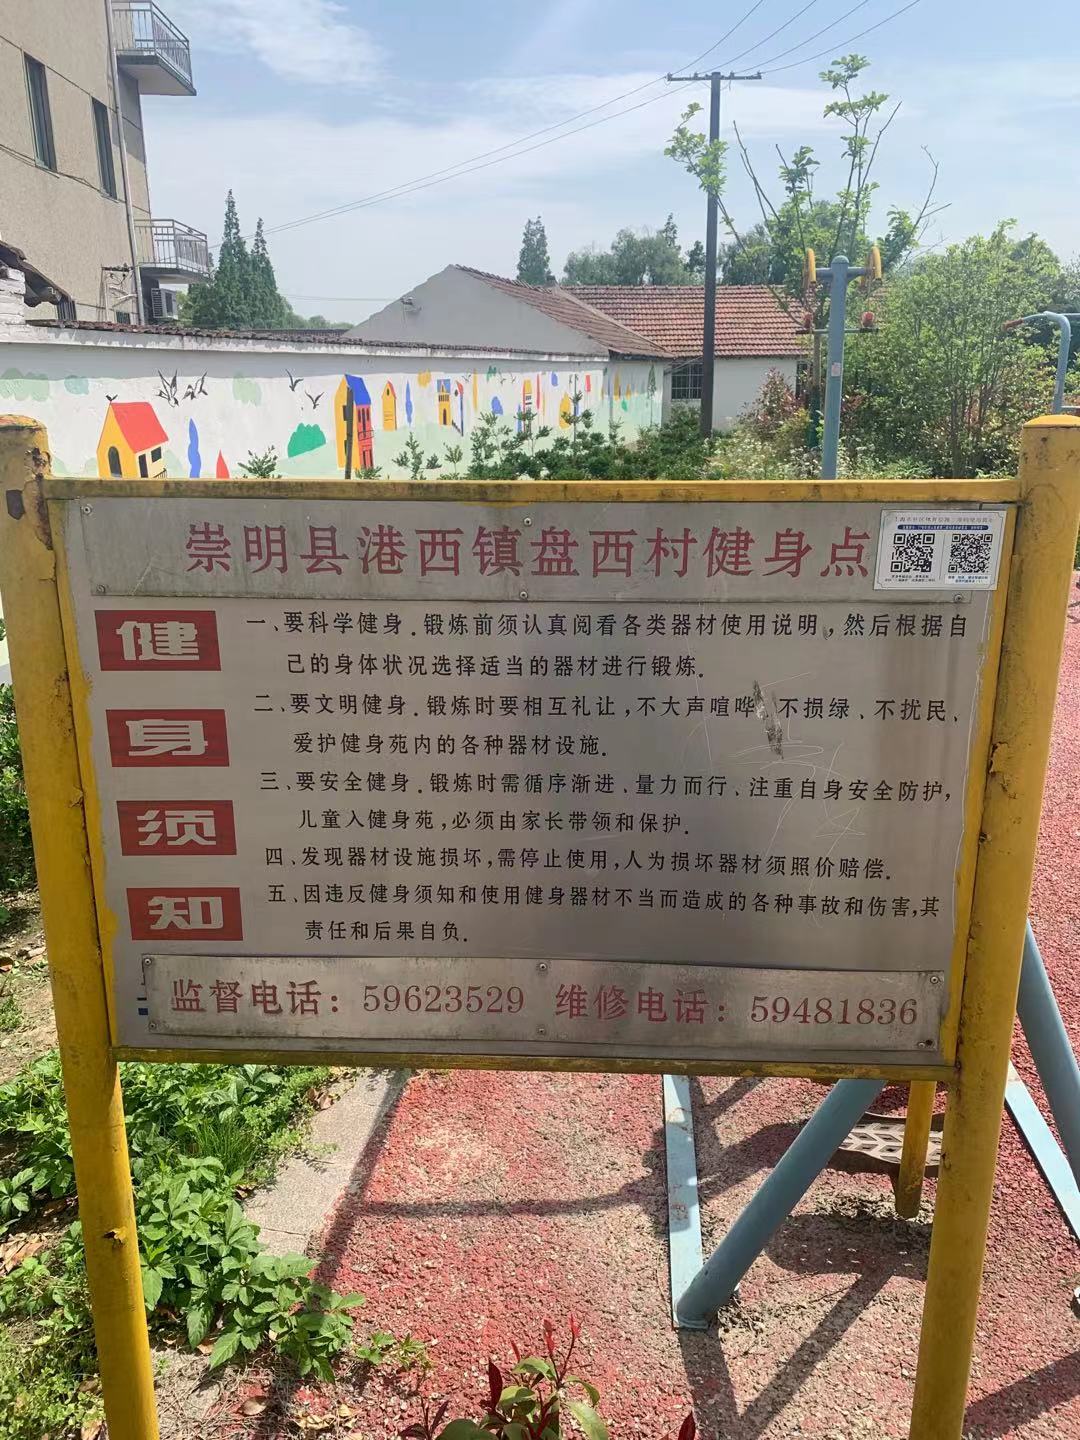 崇明县港西镇盘西村健身点
健身须知
一、要科学健身.锻炼前须认真阅看各类器材使用说明,然后根据自
己的身体状况选择适当的器材进行锻炼.
二、要文明健身.锻炼时要相互礼让,不大声喧哗、不损绿、不扰民、
爱护健身苑内的各种器材设施.
三、要安全健身.锻炼时需循序渐进、量力而行、注重自身安全防护,
儿童入健身苑,必须由家长带领和保护.
四、发现器材设施损坏,需停止使用,人为损坏器材须照价赔偿.
五、因违反健身须知和使用健身器材不当而造成的各种事故和伤害,其
责任和后果自负.
监督电话：59623529 维修电话：59481836